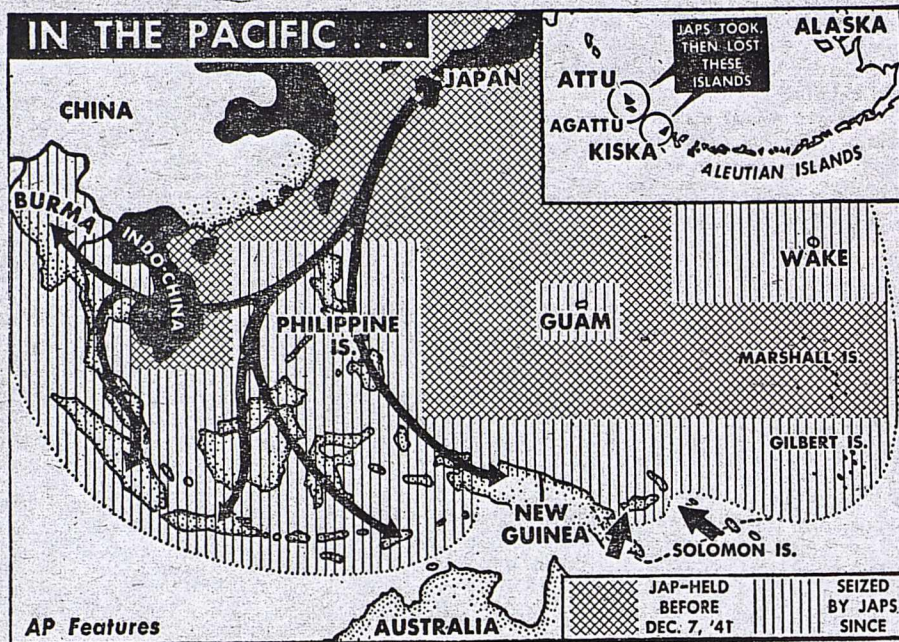 IN THE PACIFIC . . .
JAPAN
CHINA
BURMA
INDO-CHINA
PHILIPPINE
IS.
GUAM
WAKE
MARSHALL IS.
GILBERT IS.
NEW
GUINEA
SOLOMON IS.
AUSTRALIA
AP Features
ALASKA
JAPS TOOK,
THEN LOST
THESE
ISLANDS
ATTU
AGATTU
KISKA
ALEUTIAN ISLANDS
JAP-HELD
BEFORE
DEC. 7, '41
SEIZED
BY JAPS
SINCE